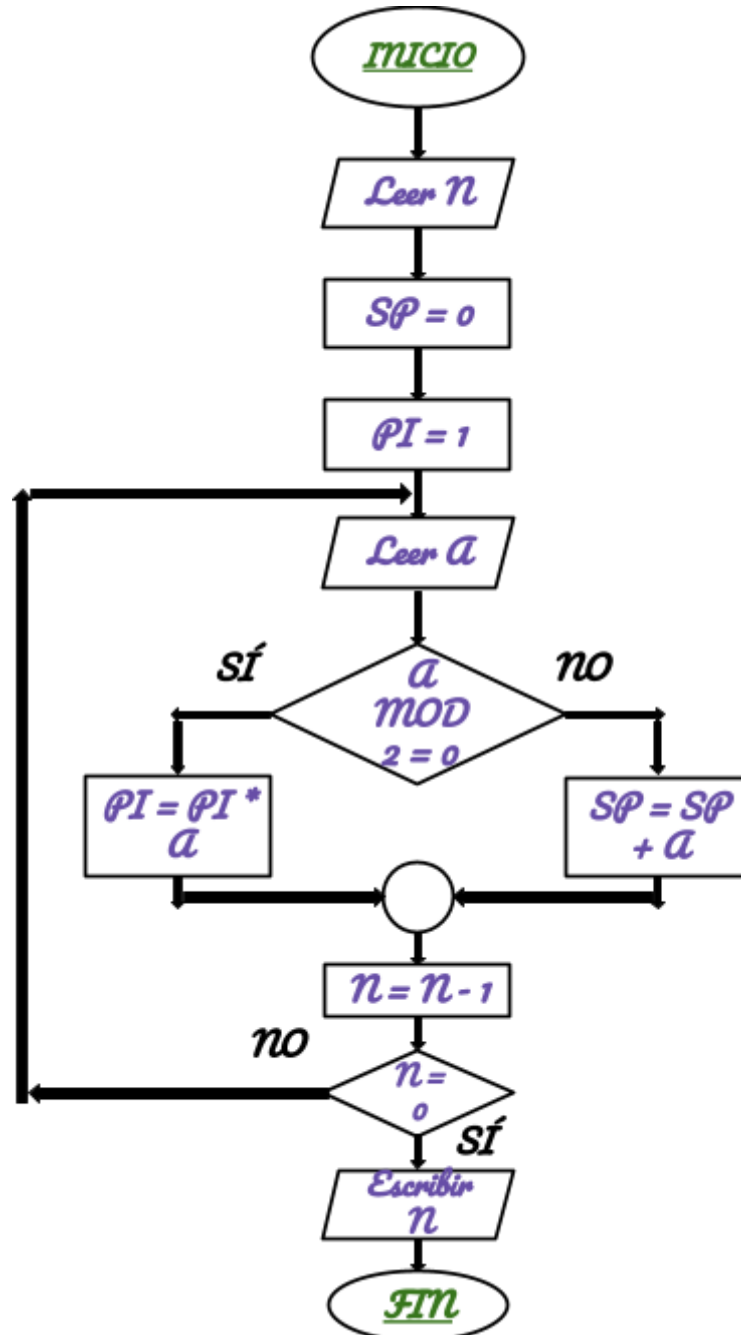 INICIO
Leer N
SP = 0
PI = 1
Leer A
SÍ
NO
A
MOD
2 = 0
PI = PI *
A
SP = SP
+ A
N = N - 1
NO
N =
0
SÍ
Escribir
N
FIN